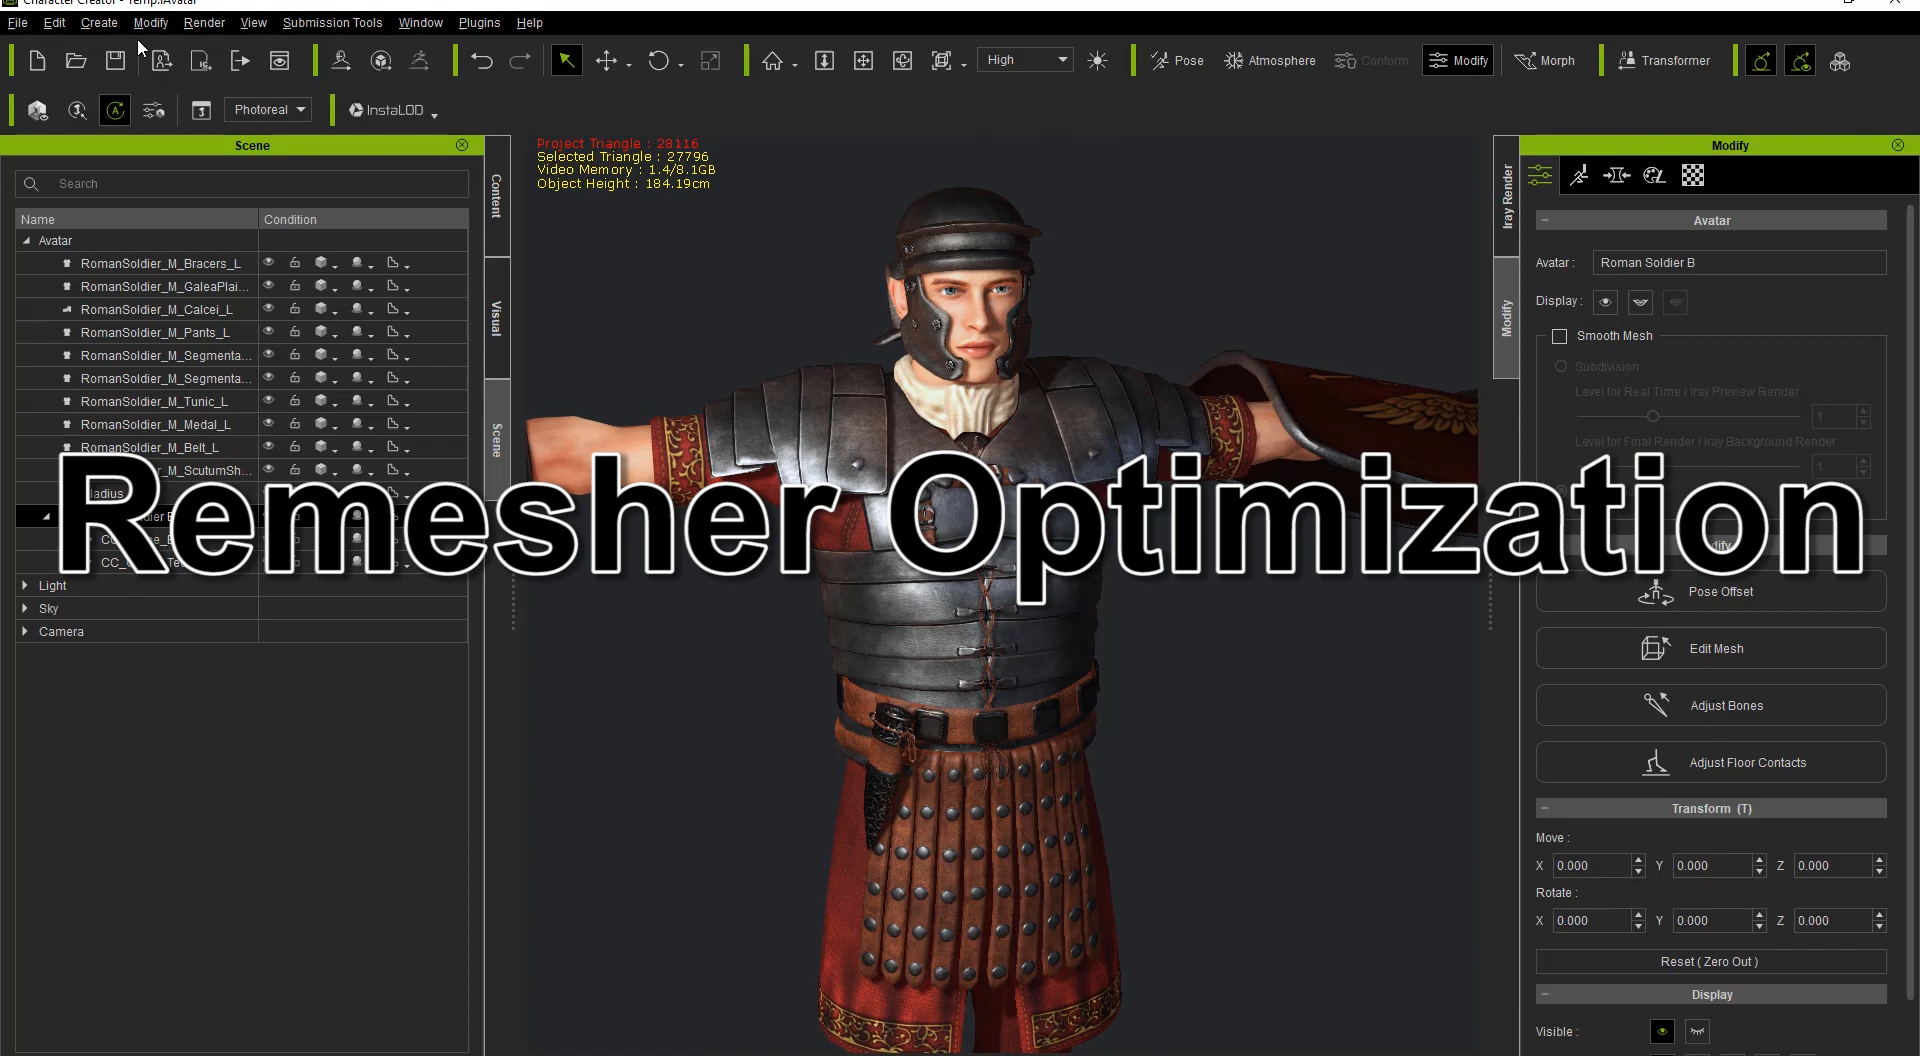 File Edit Create Modify Render View Submission Tools Window Plugins Help
High Pose Atmosphere Conform Modify Morph Transformer
Photoreal InstaLOD
Scene
Search
Name Condition
Avatar
RomanSoldier_M_Bracers_L
RomanSoldier_M_GaleaPlai...
RomanSoldier_M_Calcei_L
RomanSoldier_M_Pants_L
RomanSoldier_M_Segmenta...
RomanSoldier_M_Segmenta...
RomanSoldier_M_Tunic_L
RomanSoldier_M_Medal_L
RomanSoldier_M_Belt_L
r_M_ScutumSh...
Light
Sky
Camera
Content
Visual
Scene
Project Triangle : 28116
Selected Triangle : 27796
Video Memory : 1.4/8.1GB
Object Height : 184.19cm
Remesher Optimization
Iray Render
Modify
Modify
Avatar
Avatar : Roman Soldier B
Display :
Smooth Mesh
Subdivision
Level for Real Time / Iray Preview Render
1
Level for Final Render / Iray Background Render
1
Pose Offset
Edit Mesh
Adjust Bones
Adjust Floor Contacts
Transform (T)
Move :
X 0.000 Y 0.000 Z 0.000
Rotate :
X 0.000 Y 0.000 Z 0.000
Reset ( Zero Out )
Display
Visible :